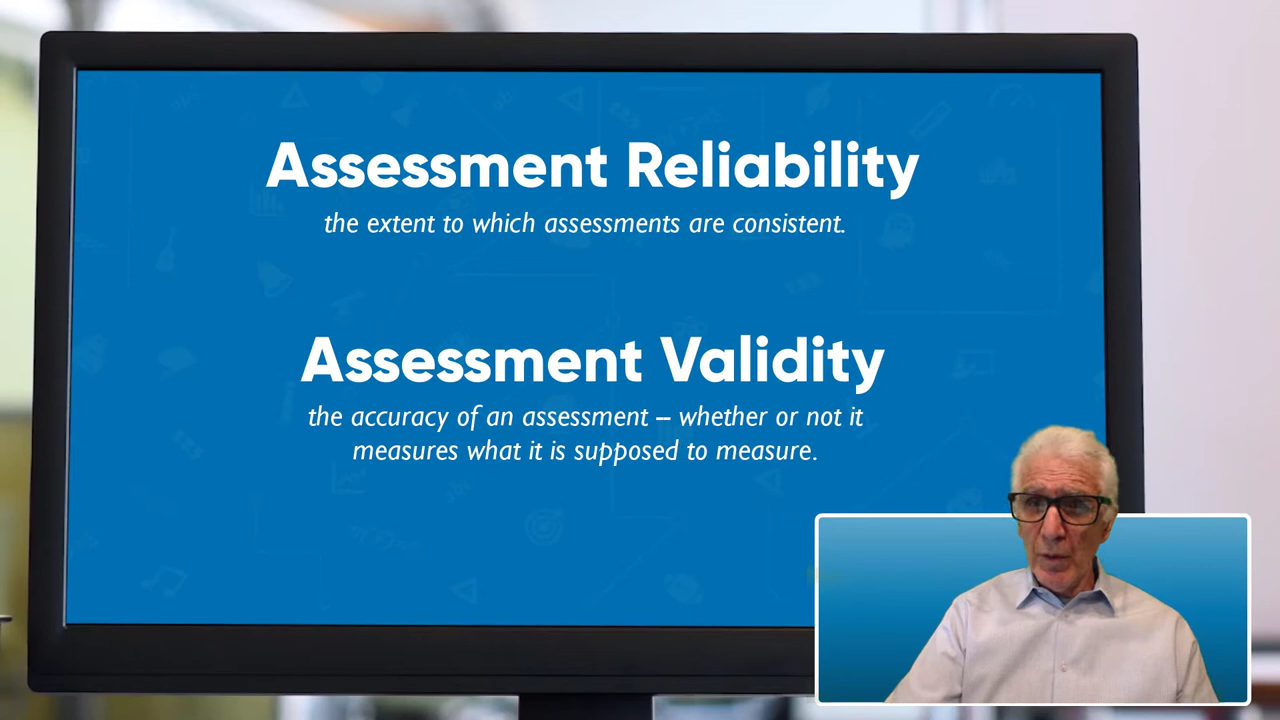 Assessment Reliability
the extent to which assessments are consistent.
Assessment Validity
the accuracy of an assessment – whether or not it
measures what it is supposed to measure.